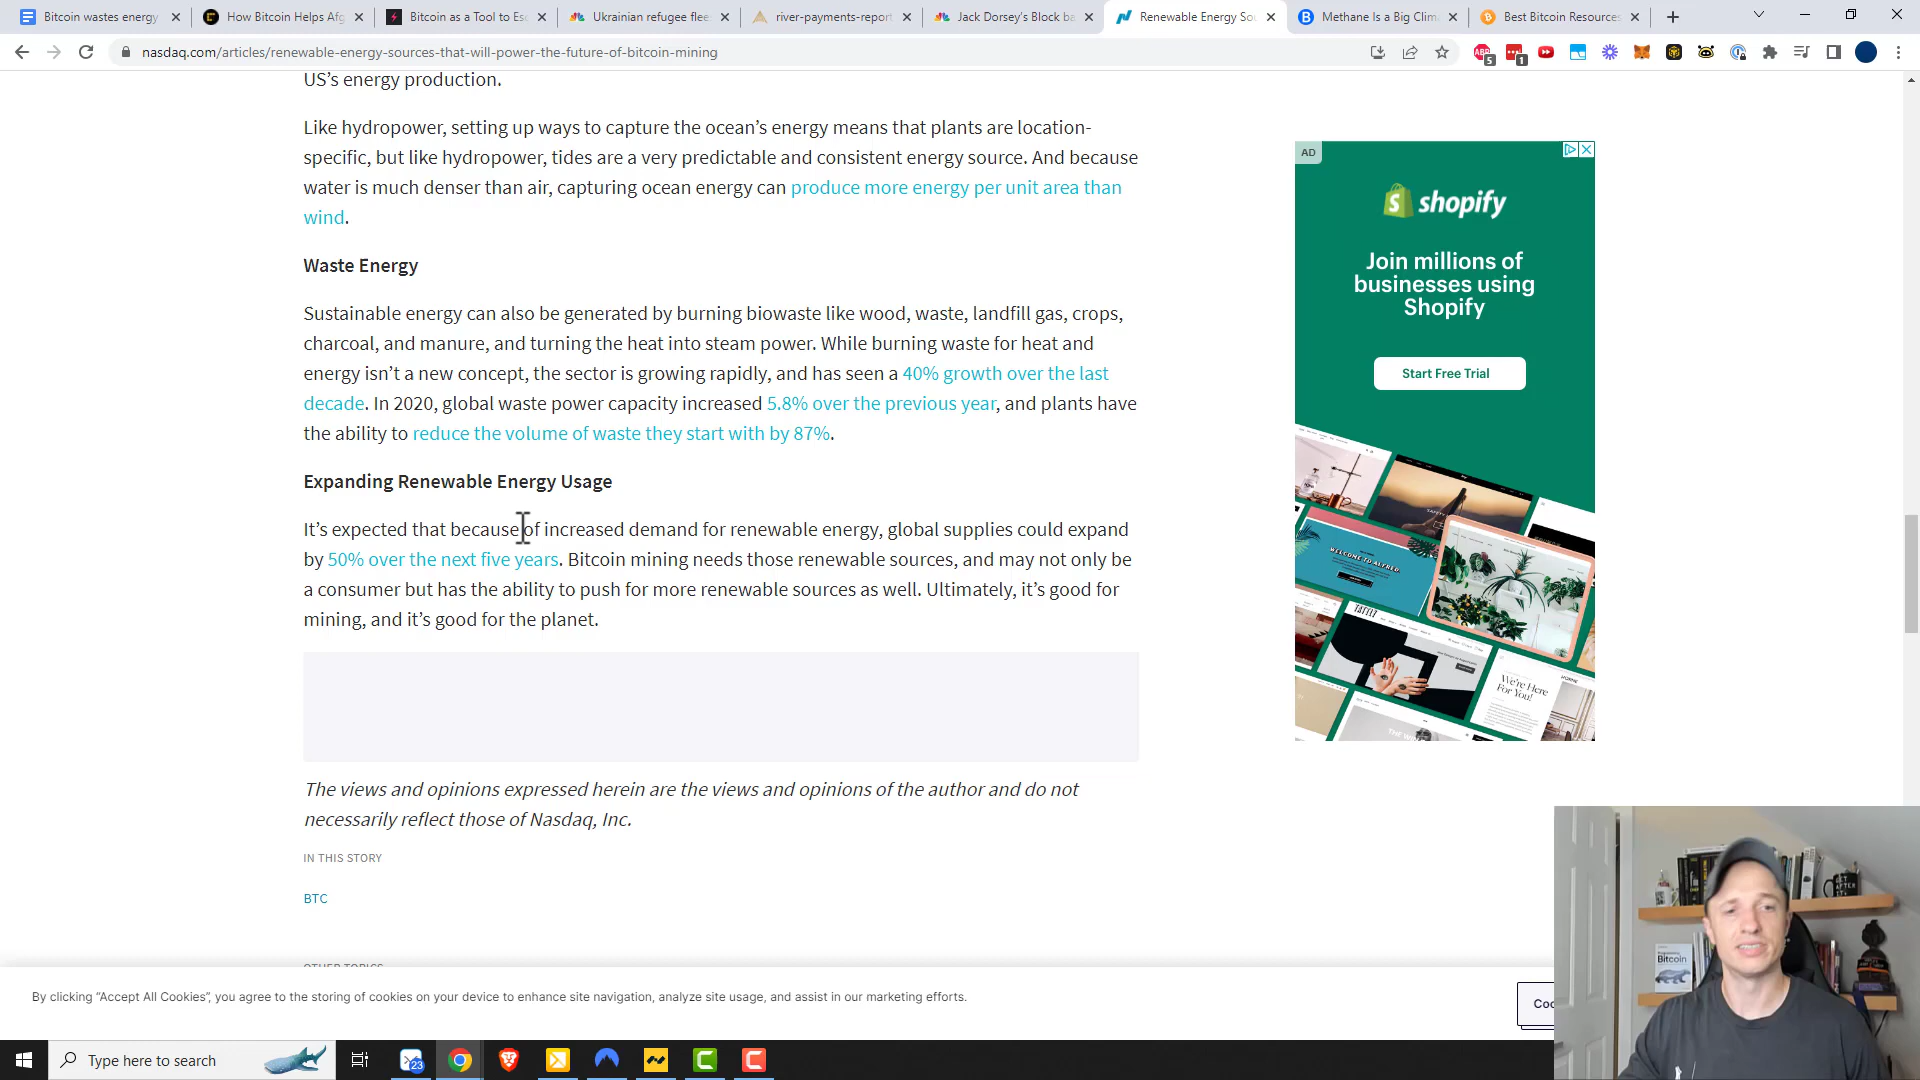 Bitcoin wastes energy
How Bitcoin Helps Afg
Bitcoin as a Tool to Esc
Ukrainian refugee flee
river-payments-report
Jack Dorsey's Block ba
Renewable Energy Sou
Methane Is a Big Clima
Best Bitcoin Resources
nasdaq.com/articles/renewable-energy-sources-that-will-power-the-future-of-bitcoin-mining
US's energy production.
Like hydropower, setting up ways to capture the ocean's energy means that plants are location-
specific, but like hydropower, tides are a very predictable and consistent energy source. And because
water is much denser than air, capturing ocean energy can produce more energy per unit area than
wind.
Waste Energy
Sustainable energy can also be generated by burning biowaste like wood, waste, landfill gas, crops,
charcoal, and manure, and turning the heat into steam power. While burning waste for heat and
energy isn't a new concept, the sector is growing rapidly, and has seen a 40% growth over the last
decade. In 2020, global waste power capacity increased 5.8% over the previous year, and plants have
the ability to reduce the volume of waste they start with by 87%.
Expanding Renewable Energy Usage
It's expected that because of increased demand for renewable energy, global supplies could expand
by 50% over the next five years. Bitcoin mining needs those renewable sources, and may not only be
a consumer but has the ability to push for more renewable sources as well. Ultimately, it's good for
mining, and it's good for the planet.
The views and opinions expressed herein are the views and opinions of the author and do not
necessarily reflect those of Nasdaq, Inc.
IN THIS STORY
BTC
OTHER TOPICS
By clicking “Accept All Cookies”, you agree to the storing of cookies on your device to enhance site navigation, analyze site usage, and assist in our marketing efforts.
Coo
AD
shopify
Join millions of
businesses using
Shopify
Start Free Trial
WELCOME TO ALFRED
We're Here
For You!
Bitcoin
Type here to search
23
5
1